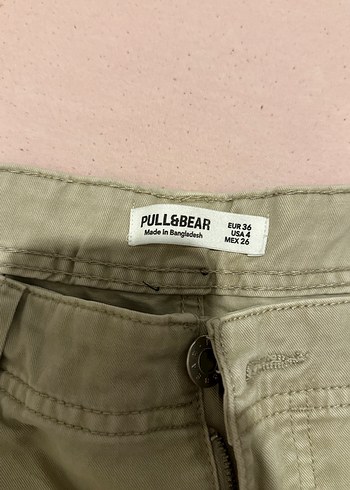 PULL&BEAR
Made In Bangladesh
EUR 36
USA 4
MEX 26